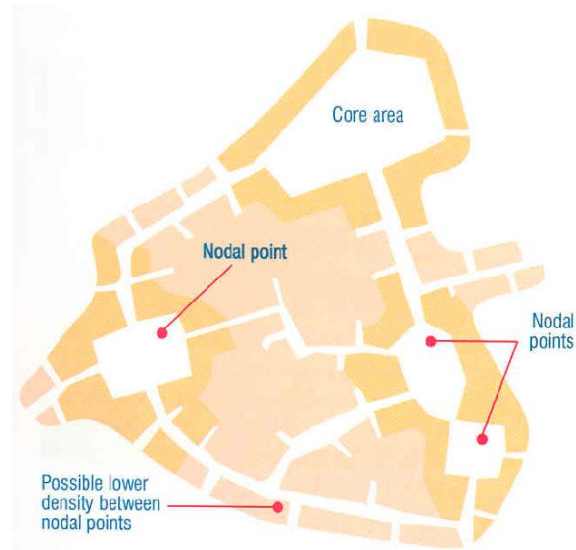 Core area
Nodal point
Nodal
points
Possible lower
density between
nodal points